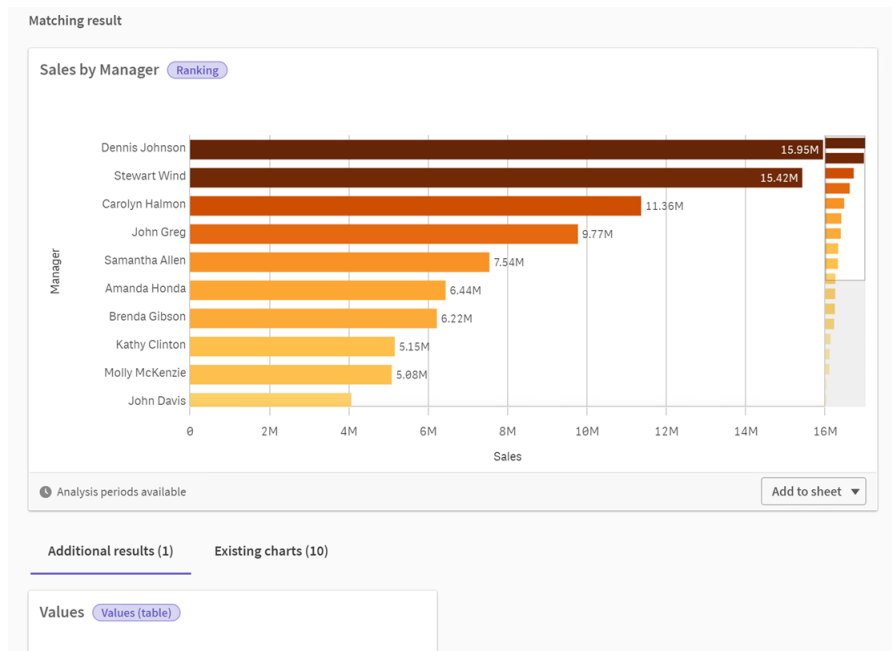 Matching result
Sales by Manager Ranking
Dennis Johnson 15.95M
Stewart Wind 15.42M
Carolyn Halmon 11.36M
John Greg 9.77M
Samantha Allen 7.54M
Amanda Honda 6.44M
Brenda Gibson 6.22M
Kathy Clinton 5.15M
Molly McKenzie 5.08M
John Davis
Manager
0 2M 4M 6M 8M 10M 12M 14M 16M
Sales
Analysis periods available Add to sheet
Additional results (1) Existing charts (10)
Values Values (table)